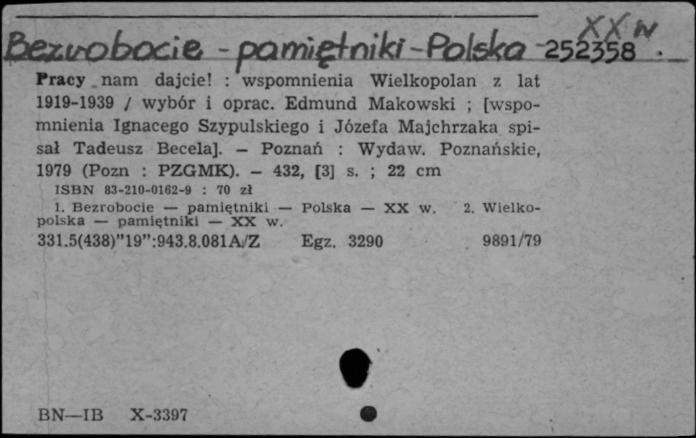 XX w
Bezrobocie - pamiętniki - Polska - 252358.
Pracy nam dajcie! : wspomnienia Wielkopolan z lat
1919-1939 / wybór i oprac. Edmund Makowski ; [wspo-
mnienia Ignacego Szypulskiego i Józefa Majchrzaka spi-
sał Tadeusz Becela]. — Poznań : Wydaw. Poznańskie,
1979 (Pozn : PZGMK). — 432, [3] s. ; 22 cm
ISBN 83-210-0162-9 : 70 zł
1. Bezrobocie — pamiętniki — Polska — XX w. 2. Wielko-
polska — pamiętniki — XX w.
331.5(438)"19":943.8.081A/Z Egz. 3290 9891/79
BN—IB X-3397